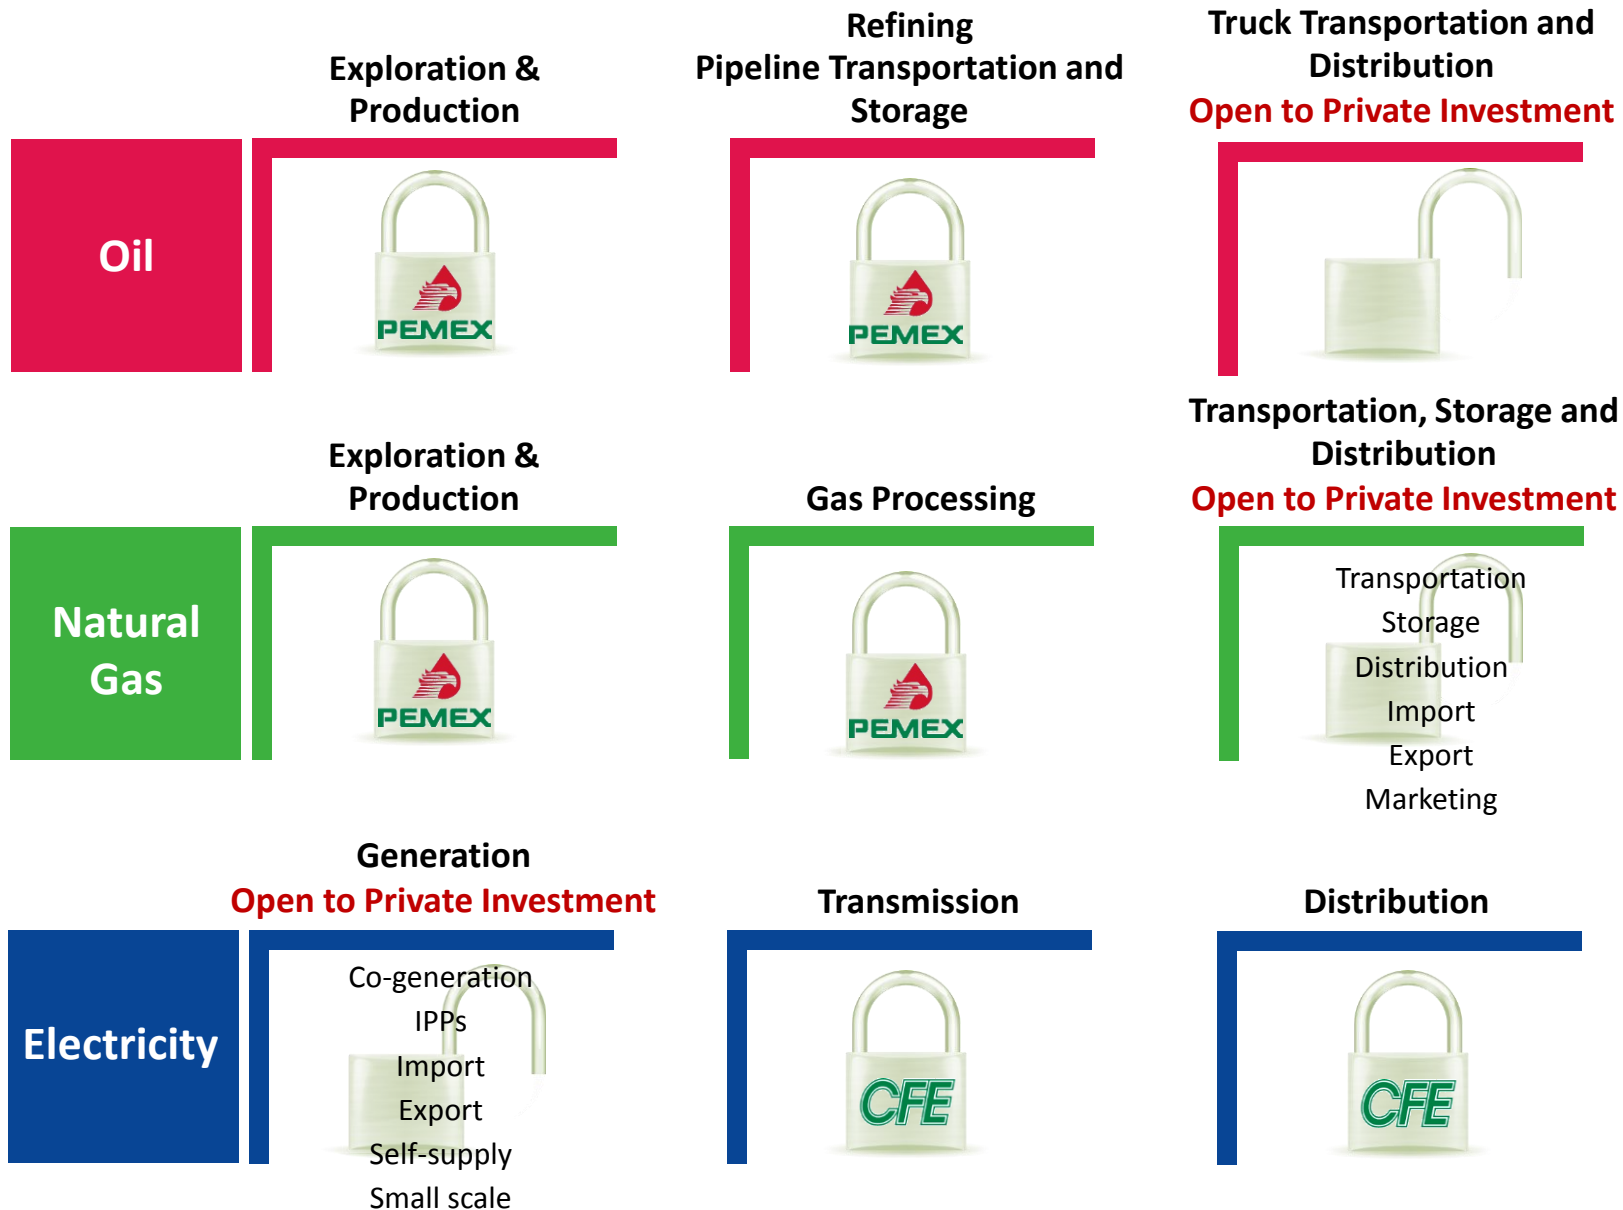 Exploration &
Production
Refining
Pipeline Transportation and
Storage
Truck Transportation and
Distribution
Open to Private Investment
Oil
PEMEX
PEMEX
Exploration &
Production
Gas Processing
Transportation, Storage and
Distribution
Open to Private Investment
Natural
Gas
PEMEX
PEMEX
Transportation
Storage
Distribution
Import
Export
Marketing
Generation
Open to Private Investment
Transmission
Distribution
Electricity
Co-generation
IPPs
Import
Export
Self-supply
Small scale
CFE
CFE